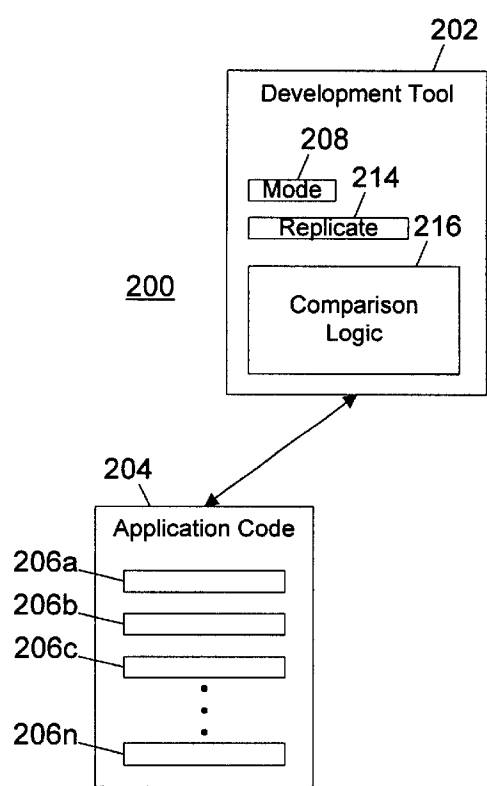 202
Development Tool
208
Mode
214
Replicate
216
200
Comparison
Logic
204
Application Code
206a
206b
206c
206n